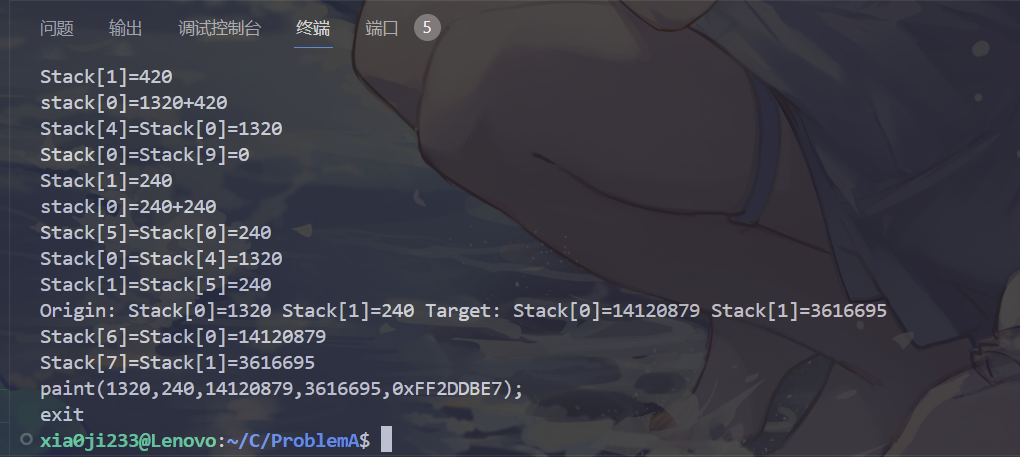 问题 输出 调试控制台 终端 端口 5
Stack[1]=420
stack[0]=1320+420
Stack[4]=Stack[0]=1320
Stack[0]=Stack[9]=0
Stack[1]=240
stack[0]=240+240
Stack[5]=Stack[0]=240
Stack[0]=Stack[4]=1320
Stack[1]=Stack[5]=240
Origin: Stack[0]=1320 Stack[1]=240 Target: Stack[0]=14120879 Stack[1]=3616695
Stack[6]=Stack[0]=14120879
Stack[7]=Stack[1]=3616695
paint(1320,240,14120879,3616695,0xFF2DDBE7);
exit
xia0ji233@Lenovo:~/C/ProblemA$